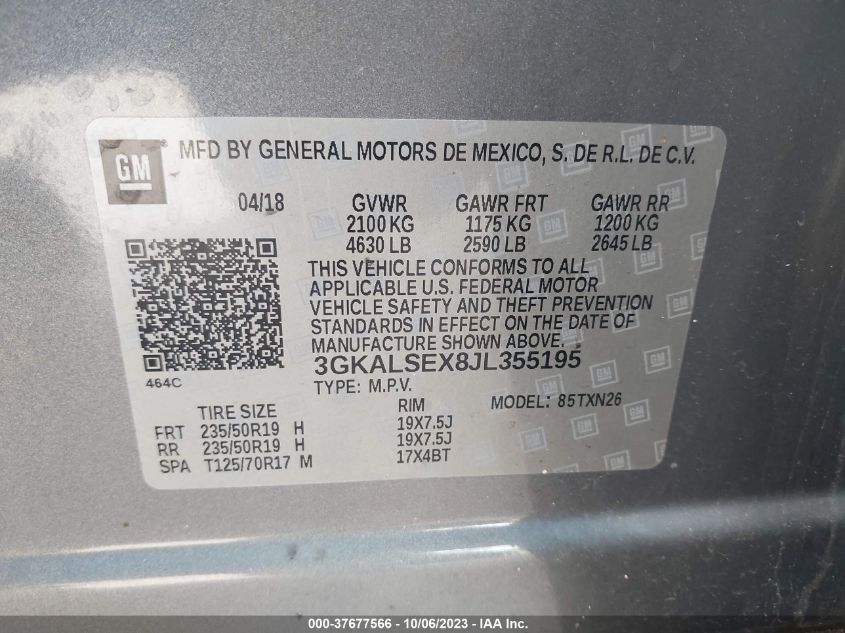 GM MFD BY GENERAL MOTORS DE MEXICO, S. DE R.L. DE C.V.
04/18 GVWR GAWR FRT GAWR RR
2100 KG 1175 KG 1200 KG
4630 LB 2590 LB 2645 LB
THIS VEHICLE CONFORMS TO ALL
APPLICABLE U.S. FEDERAL MOTOR
VEHICLE SAFETY AND THEFT PREVENTION
STANDARDS IN EFFECT ON THE DATE OF
MANUFACTURE SHOWN ABOVE.
3GKALSEX8JL355195
464C TYPE: M.P.V.
MODEL: 85TXN26
TIRE SIZE RIM
FRT 235/50R19 H 19X7.5J
RR 235/50R19 H 19X7.5J
SPA T125/70R17 M 17X4BT
000-37677566 - 10/06/2023 - IAA Inc.